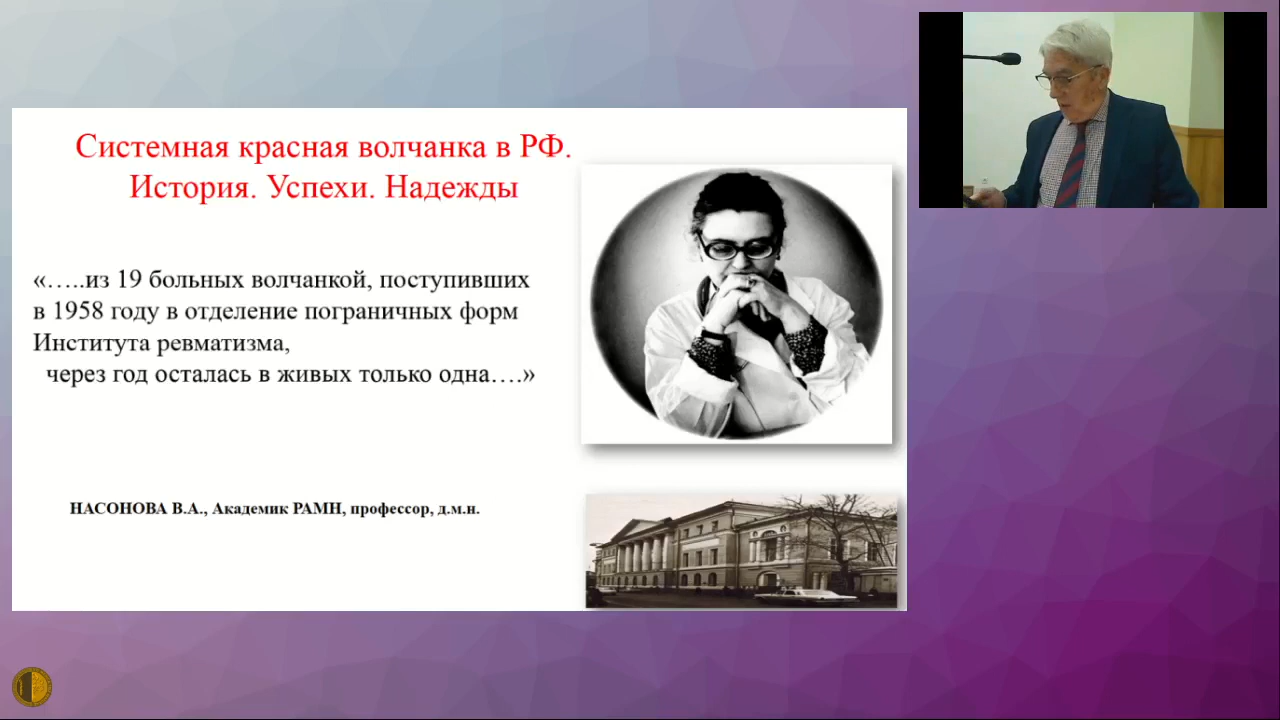 Системная красная волчанка в РФ.
История. Успехи. Надежды
«…..из 19 больных волчанкой, поступивших
в 1958 году в отделение пограничных форм
Института ревматизма,
через год осталась в живых только одна….»
НАСОНОВА В.А., Академик РАМН, профессор, д.м.н.